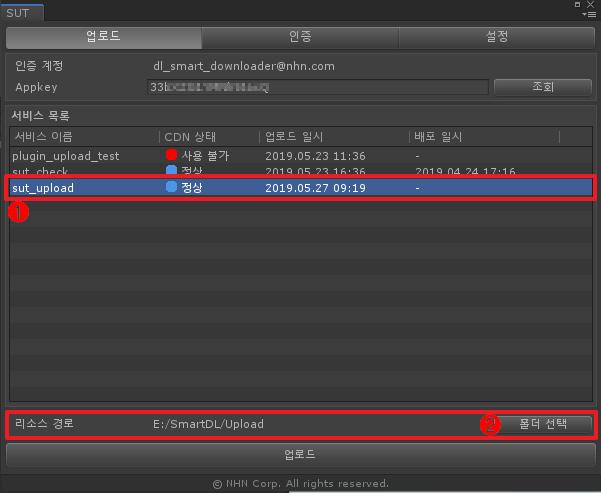 SUT
업로드 인증 설정
인증 계정 dl_smart_downloader@nhn.com
Appkey 조회
서비스 목록
서비스 이름 CDN 상태 업로드 일시 배포 일시
plugin_upload_test 사용 불가 2019.05.23 11:36 -
sut_check 정상 2019.05.23 16:36 2019.04.24 17:16
sut_upload 정상 2019.05.27 09:19 -
1
리소스 경로 E:/SmartDL/Upload 2 폴더 선택
업로드
© NHN Corp. All rights reserved.